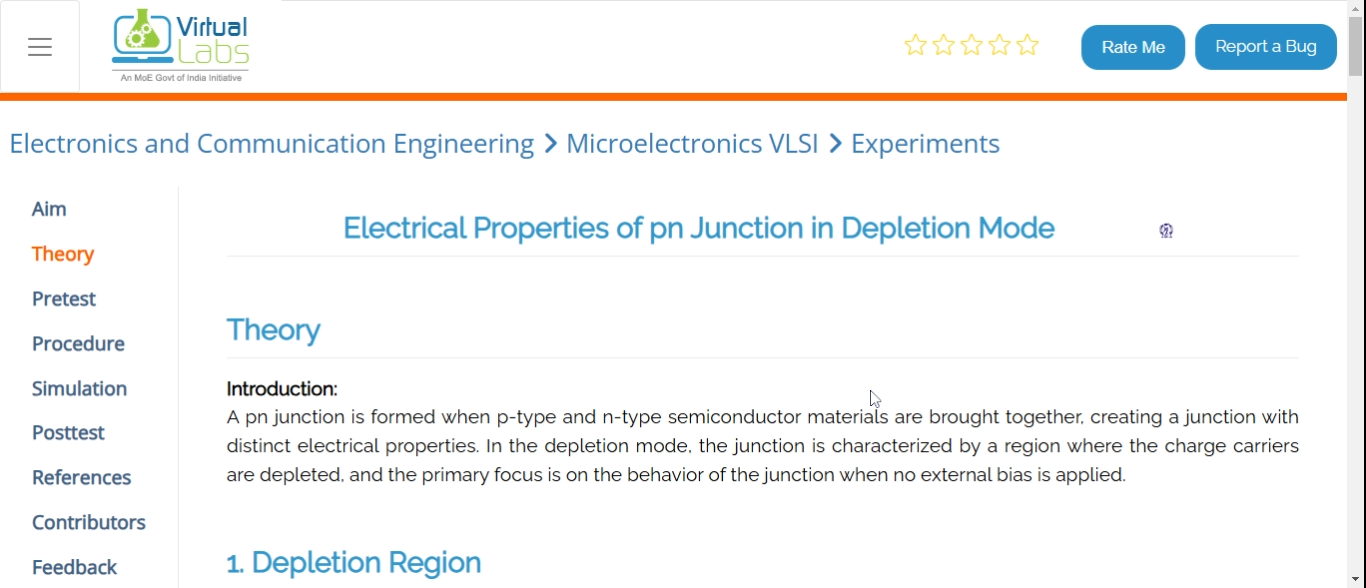 Virtual
Labs
An MoE Govt of India Initiative
Rate Me
Report a Bug
Electronics and Communication Engineering > Microelectronics VLSI > Experiments
Aim
Theory
Pretest
Procedure
Simulation
Posttest
References
Contributors
Feedback
Electrical Properties of pn Junction in Depletion Mode
Theory
Introduction:
A pn junction is formed when p-type and n-type semiconductor materials are brought together, creating a junction with
distinct electrical properties. In the depletion mode, the junction is characterized by a region where the charge carriers
are depleted, and the primary focus is on the behavior of the junction when no external bias is applied.
1. Depletion Region